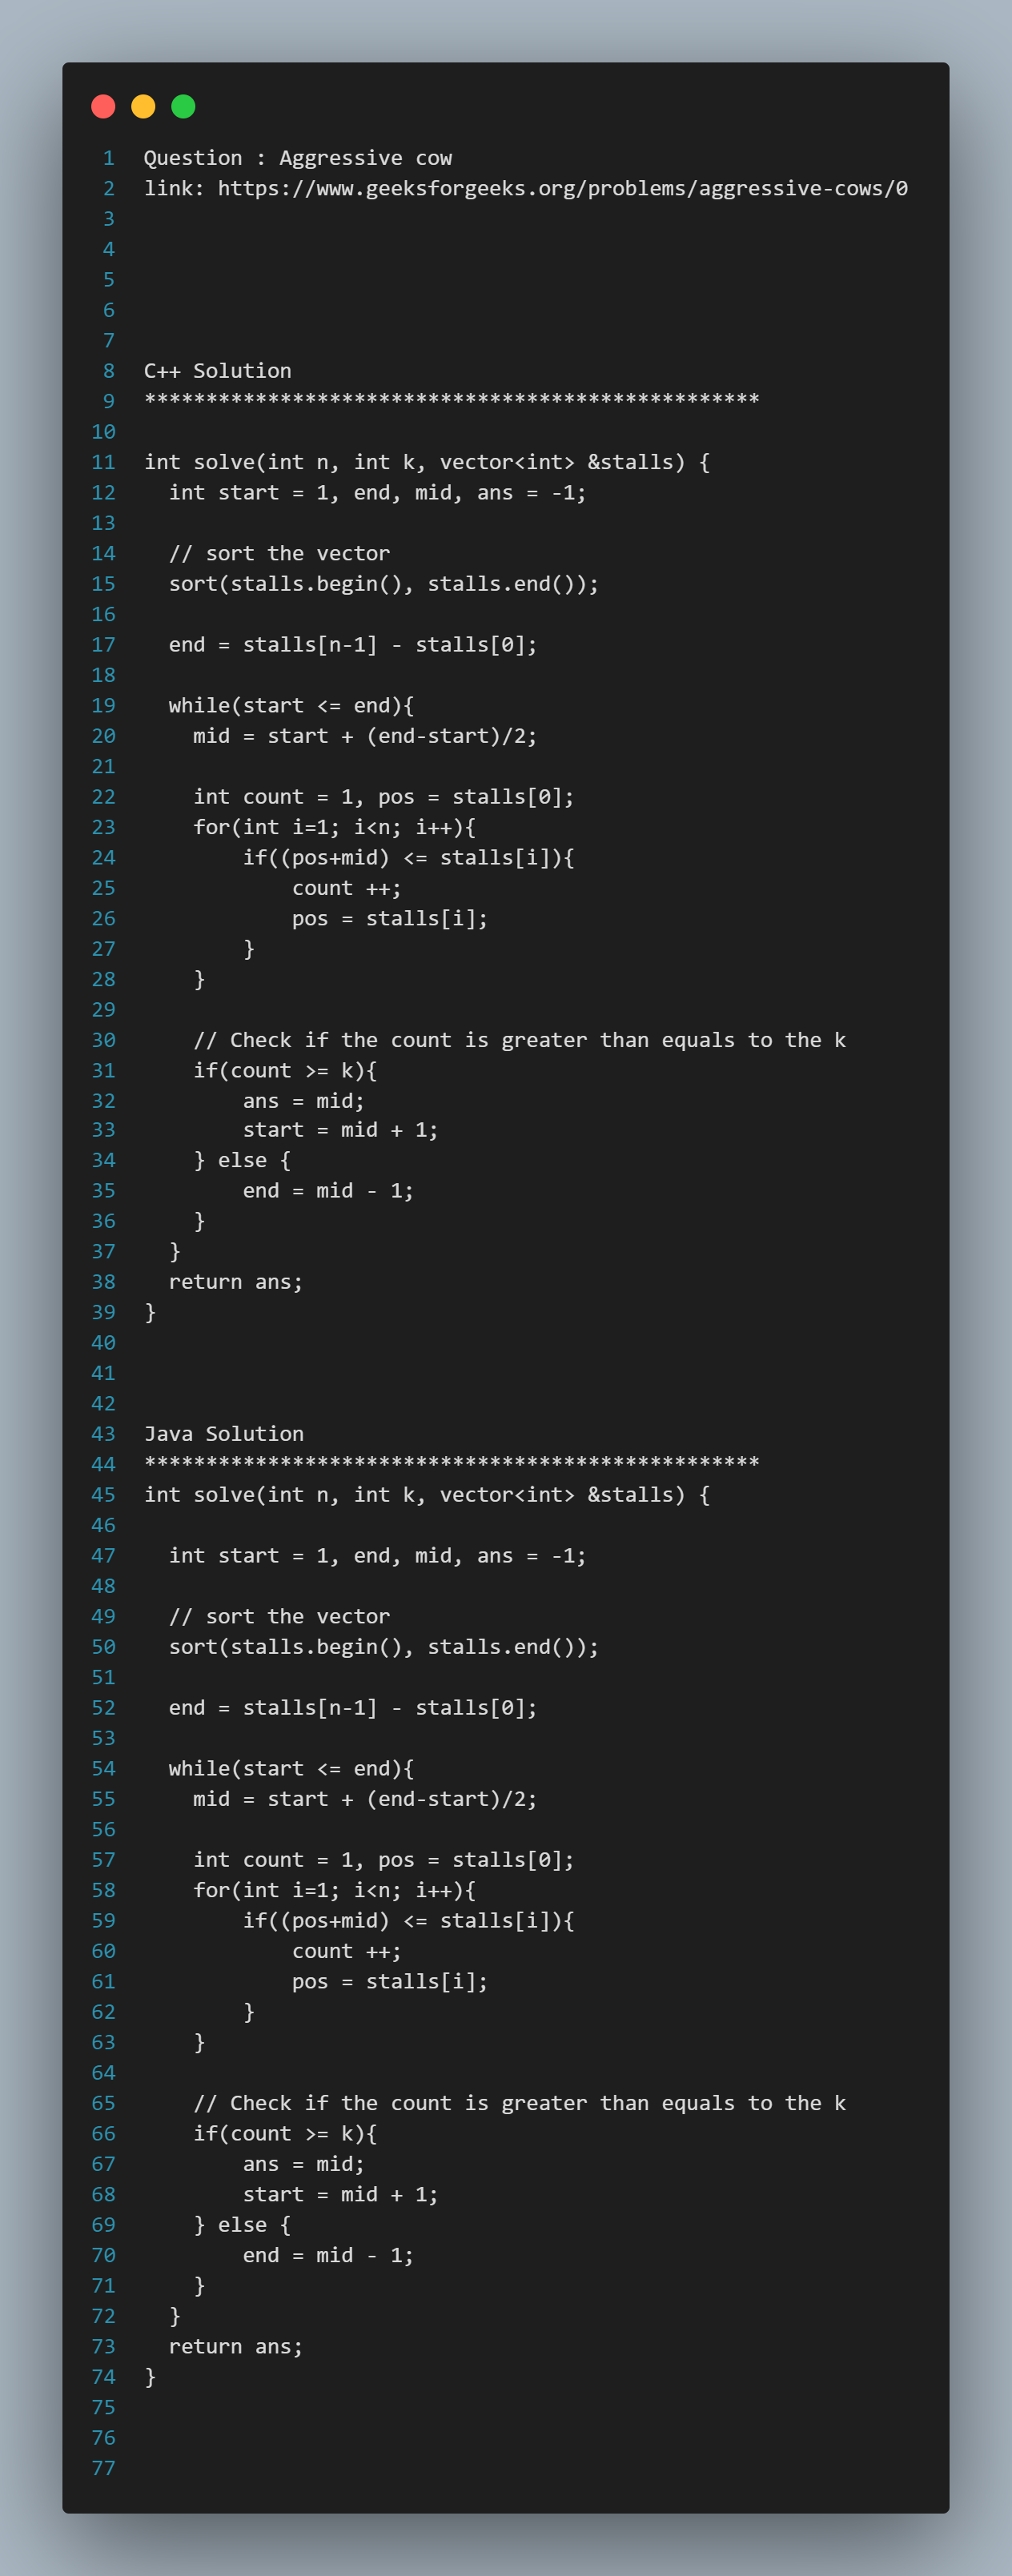 1 Question : Aggressive cow
2 link: https://www.geeksforgeeks.org/problems/aggressive-cows/0
3
4
5
6
7
8 C++ Solution
9 **************************************************
10
11 int solve(int n, int k, vector<int> &stalls) {
12   int start = 1, end, mid, ans = -1;
13
14   // sort the vector
15   sort(stalls.begin(), stalls.end());
16
17   end = stalls[n-1] - stalls[0];
18
19   while(start <= end){
20     mid = start + (end-start)/2;
21
22     int count = 1, pos = stalls[0];
23     for(int i=1; i<n; i++){
24         if((pos+mid) <= stalls[i]){
25             count ++;
26             pos = stalls[i];
27         }
28     }
29
30     // Check if the count is greater than equals to the k
31     if(count >= k){
32         ans = mid;
33         start = mid + 1;
34     } else {
35         end = mid - 1;
36     }
37   }
38   return ans;
39 }
40
41
42
43 Java Solution
44 **************************************************
45 int solve(int n, int k, vector<int> &stalls) {
46
47   int start = 1, end, mid, ans = -1;
48
49   // sort the vector
50   sort(stalls.begin(), stalls.end());
51
52   end = stalls[n-1] - stalls[0];
53
54   while(start <= end){
55     mid = start + (end-start)/2;
56
57     int count = 1, pos = stalls[0];
58     for(int i=1; i<n; i++){
59         if((pos+mid) <= stalls[i]){
60             count ++;
61             pos = stalls[i];
62         }
63     }
64
65     // Check if the count is greater than equals to the k
66     if(count >= k){
67         ans = mid;
68         start = mid + 1;
69     } else {
70         end = mid - 1;
71     }
72   }
73   return ans;
74 }
75
76
77